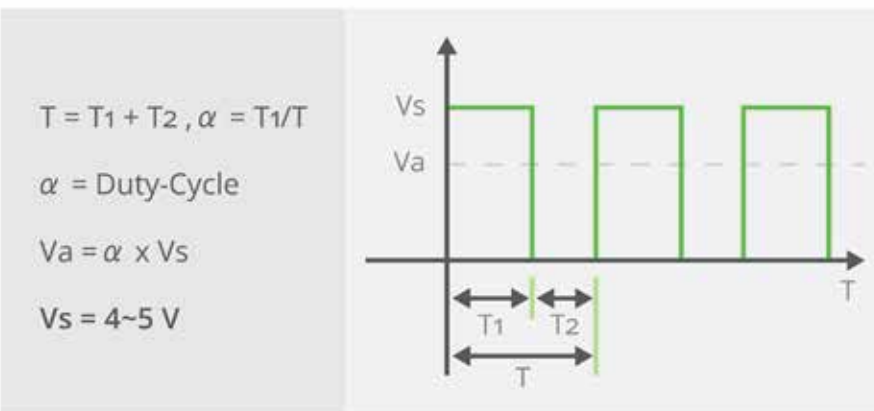 T = T1 + T2 , α = T1/T
α = Duty-Cycle
Va = α x Vs
Vs = 4~5 V
Vs
Va
T
T1
T2
T